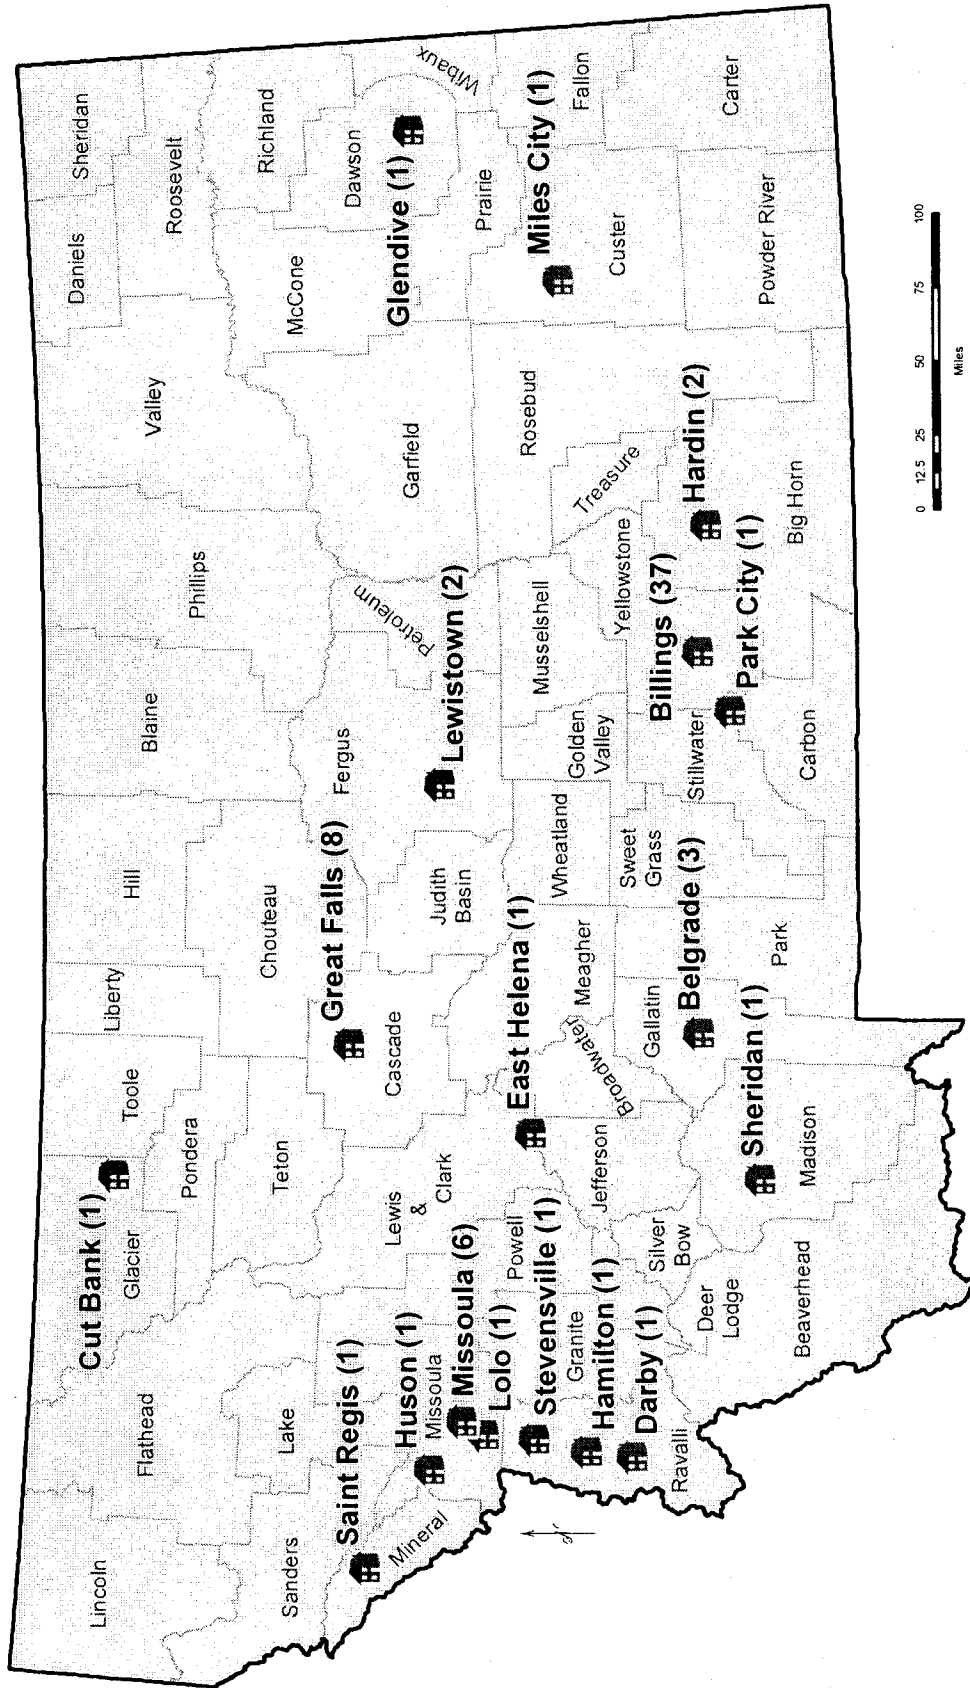 Lincoln
Flathead
Cut Bank (1)
Glacier
Toole
Liberty
Hill
Blaine
Phillips
Valley
Daniels
Sheridan
Roosevelt
Sanders
Lake
Pondera
Teton
Chouteau
Richland
McCone
Dawson
Glendive (1)
Wibaux
Saint Regis (1)
Mineral
Huson (1)
Missoula
Missoula (6)
Lolo (1)
Lewis
&
Clark
Powell
Great Falls (8)
Cascade
Judith
Basin
Fergus
Lewistown (2)
Petroleum
Garfield
Prairie
Miles City (1)
Fallon
Custer
Rosebud
Treasure
Stevensville (1)
Granite
Hamilton (1)
Darby (1)
Ravalli
Deer
Lodge
Silver
Bow
Jefferson
East Helena (1)
Broadwater
Meagher
Wheatland
Golden
Valley
Musselshell
Yellowstone
Billings (37)
Hardin (2)
Park City (1)
Big Horn
Powder River
Carter
Beaverhead
Madison
Sheridan (1)
Gallatin
Belgrade (3)
Park
Sweet
Grass
Stillwater
Carbon
0
12.5
25
50
75
100
Miles